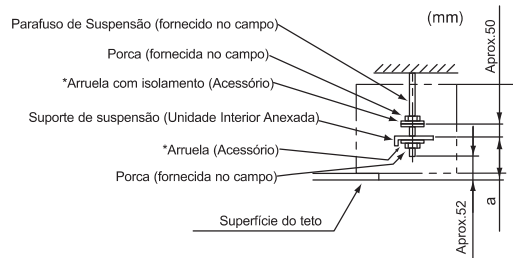 Parafuso de Suspensão (fornecido no campo)
(mm)
Porca (fornecida no campo)
*Arruela com isolamento (Acessório)
Suporte de suspensão (Unidade Interior Anexada)
*Arruela (Acessório)
Porca (fornecida no campo)
Superfície do teto
Aprox.50
a
Aprox.52